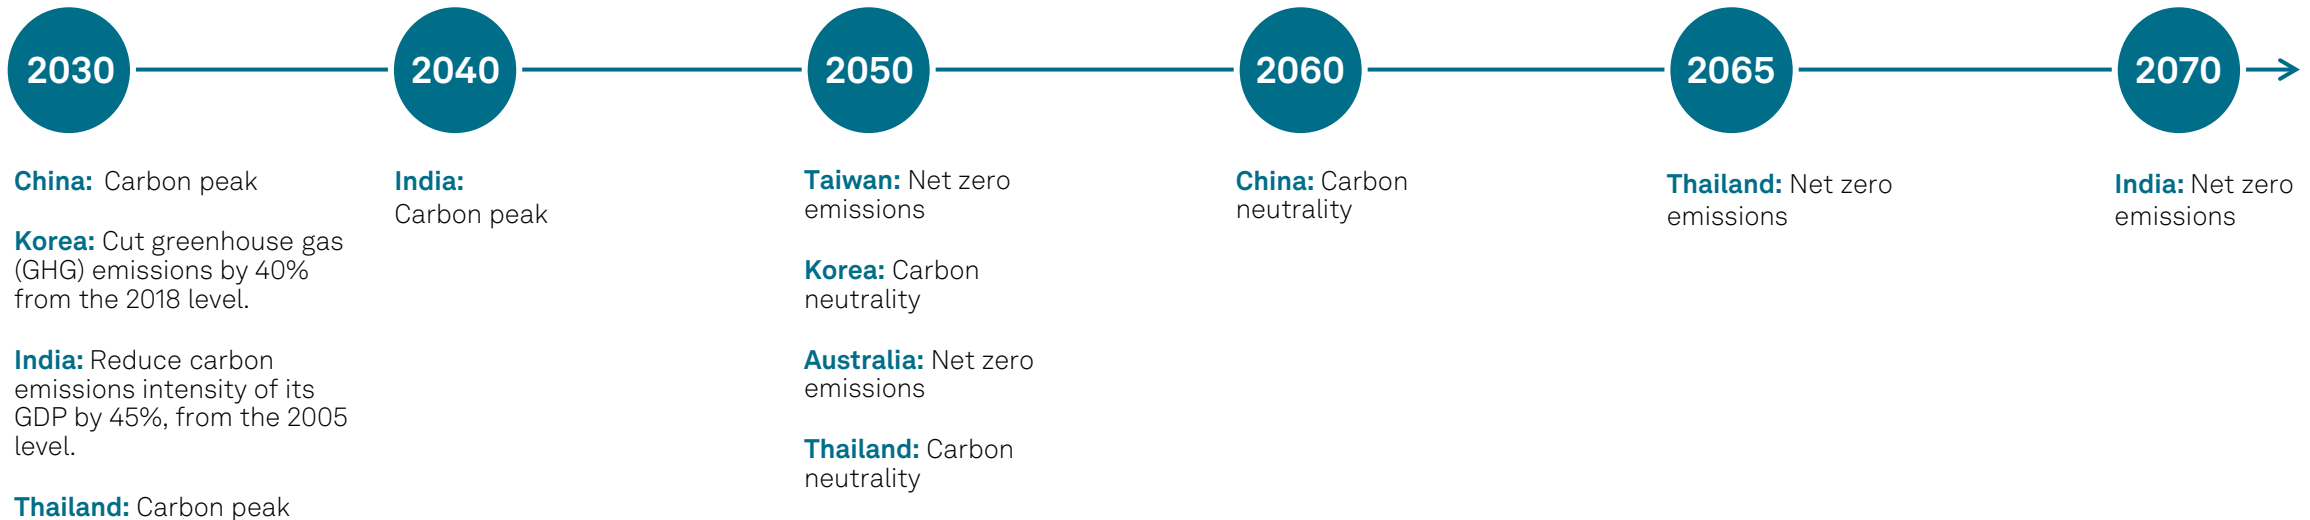 2030
2040
2050
2060
2065
2070
China: Carbon peak
Korea: Cut greenhouse gas
(GHG) emissions by 40%
from the 2018 level.
India: Reduce carbon
emissions intensity of its
GDP by 45%, from the 2005
level.
Thailand: Carbon peak
India:
Carbon peak
Taiwan: Net zero
emissions
Korea: Carbon
neutrality
Australia: Net zero
emissions
Thailand: Carbon
neutrality
China: Carbon
neutrality
Thailand: Net zero
emissions
India: Net zero
emissions